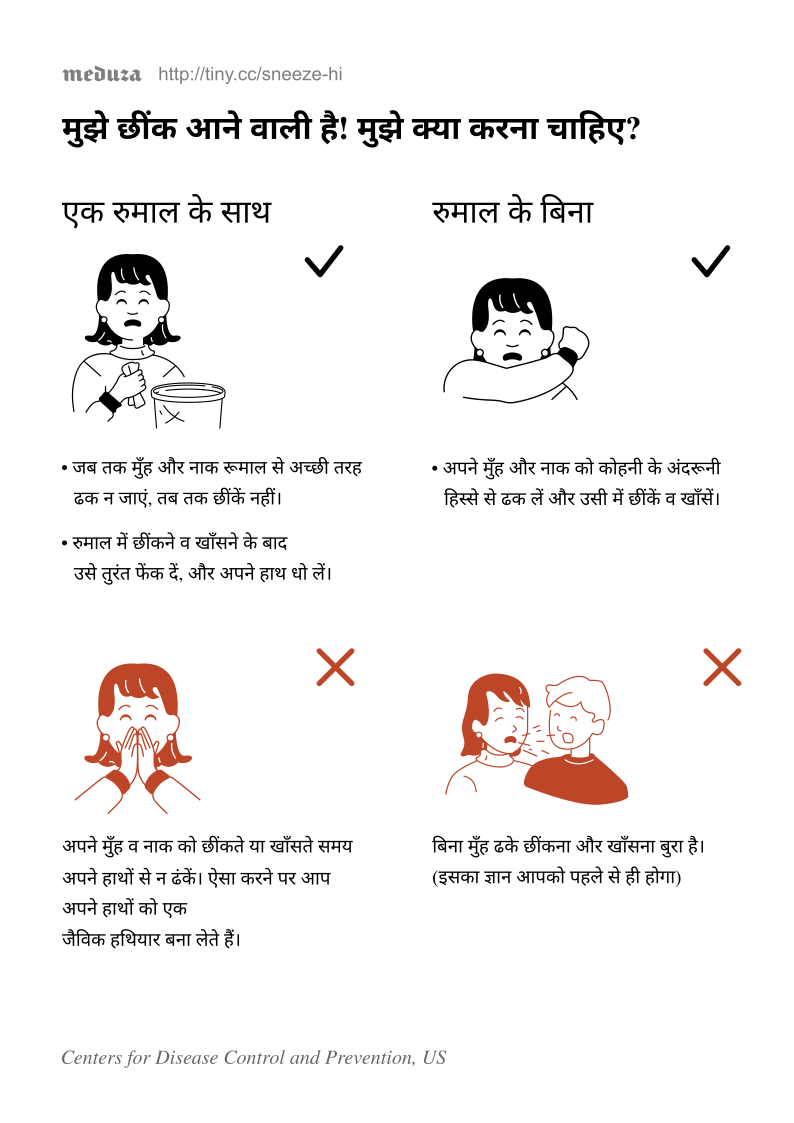 meduza http://tiny.cc/sneeze-hi
मुझे छींक आने वाली है! मुझे क्या करना चाहिए?
एक रुमाल के साथ
• जब तक मुँह और नाक रूमाल से अच्छी तरह
ढक न जाएं, तब तक छींकें नहीं।
• रुमाल में छींकने व खाँसने के बाद
उसे तुरंत फेंक दें, और अपने हाथ धो लें।
रुमाल के बिना
• अपने मुँह और नाक को कोहनी के अंदरूनी
हिस्से से ढक लें और उसी में छींकें व खाँसें।
अपने मुँह व नाक को छींकते या खाँसते समय
अपने हाथों से न ढंकें। ऐसा करने पर आप
अपने हाथों को एक
जैविक हथियार बना लेते हैं।
बिना मुँह ढके छींकना और खाँसना बुरा है।
(इसका ज्ञान आपको पहले से ही होगा)
Centers for Disease Control and Prevention, US